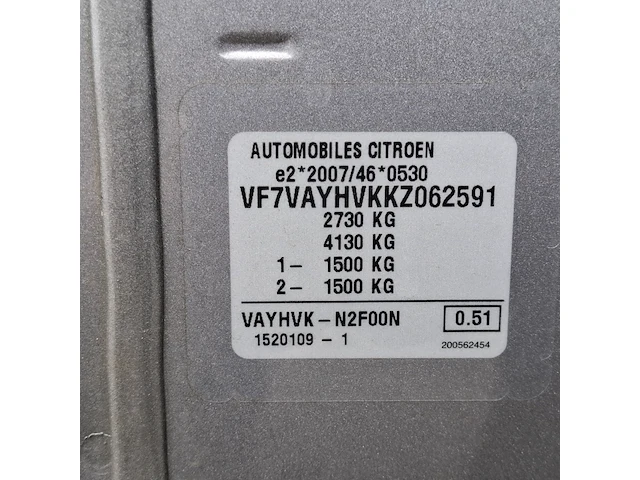 AUTOMOBILES CITROEN
e2*2007/46*0530
VF7VAYHVKKZ062591
2730 KG
4130 KG
1- 1500 KG
2- 1500 KG
VAYHVK-N2F00N 0.51
1520109 - 1 200562454